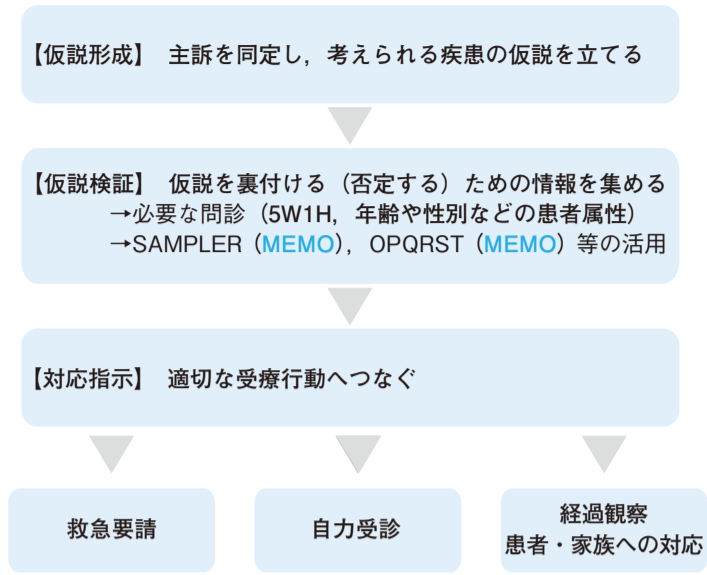 【仮説形成】 主訴を同定し，考えられる疾患の仮説を立てる
【仮説検証】 仮説を裏付ける（否定する）ための情報を集める
→必要な問診（5W1H，年齢や性別などの患者属性）
→SAMPLER（MEMO），OPQRST（MEMO）等の活用
【対応指示】 適切な受療行動へつなぐ
救急要請
自力受診
経過観察
患者・家族への対応